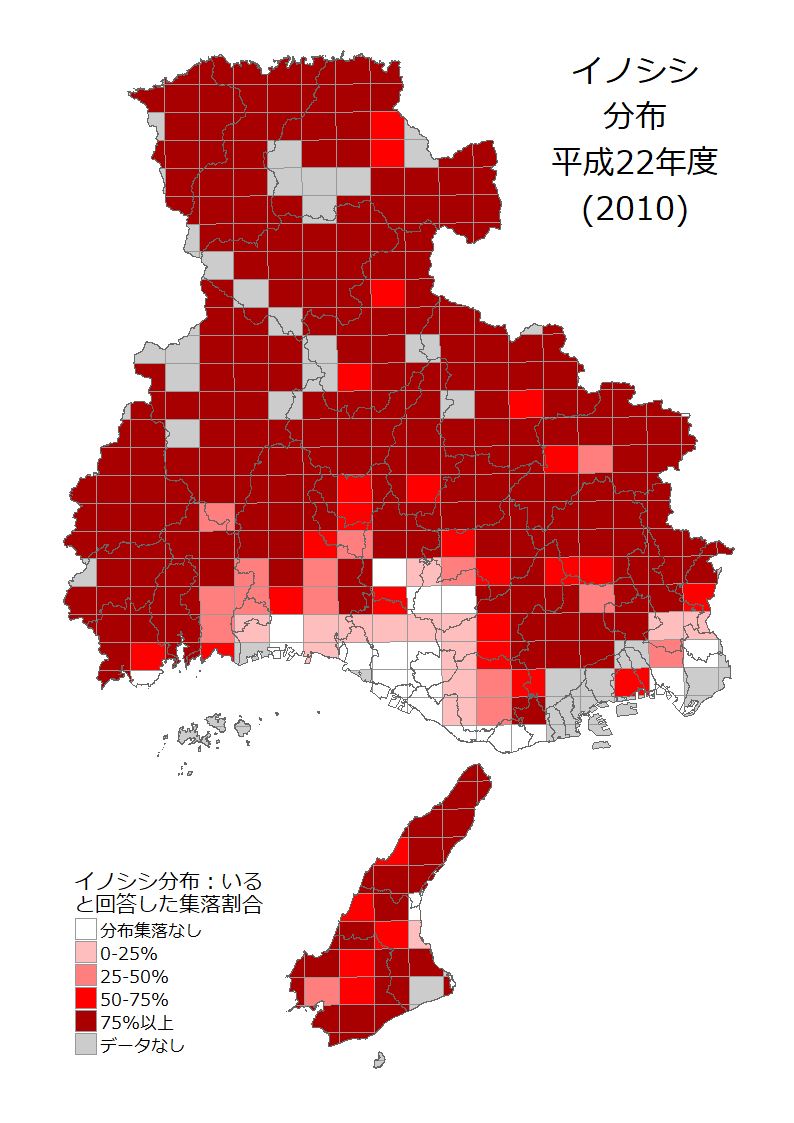 イノシシ
分布
平成22年度
(2010)
イノシシ分布：いる
と回答した集落割合
分布集落なし
0-25%
25-50%
50-75%
75%以上
データなし